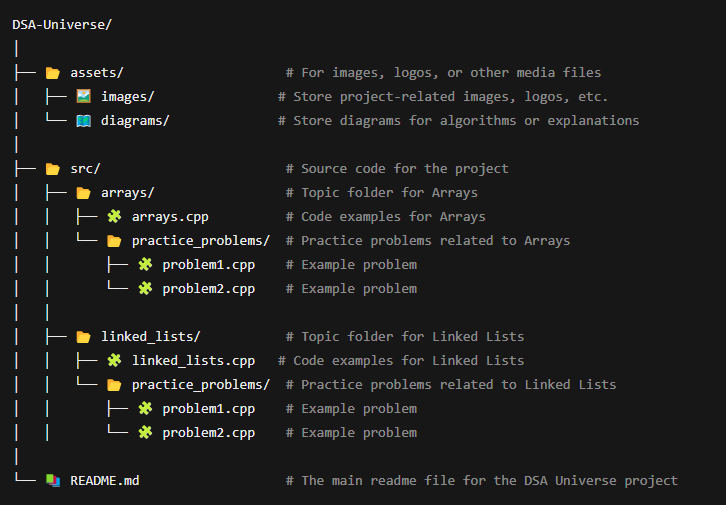 DSA-Universe/
│
├── 📂 assets/                     # For images, logos, or other media files
│   ├── 🖼️ images/                # Store project-related images, logos, etc.
│   └── 🗺️ diagrams/              # Store diagrams for algorithms or explanations
│
├── 📂 src/                        # Source code for the project
│   ├── 📂 arrays/                 # Topic folder for Arrays
│   │   ├── 🧩 arrays.cpp          # Code examples for Arrays
│   │   └── 📂 practice_problems/  # Practice problems related to Arrays
│   │       ├── 🧩 problem1.cpp    # Example problem
│   │       └── 🧩 problem2.cpp    # Example problem
│   │
│   ├── 📂 linked_lists/           # Topic folder for Linked Lists
│   │   ├── 🧩 linked_lists.cpp   # Code examples for Linked Lists
│   │   └── 📂 practice_problems/  # Practice problems related to Linked Lists
│   │       ├── 🧩 problem1.cpp    # Example problem
│   │       └── 🧩 problem2.cpp    # Example problem
│
└── 📚 README.md                   # The main readme file for the DSA Universe project